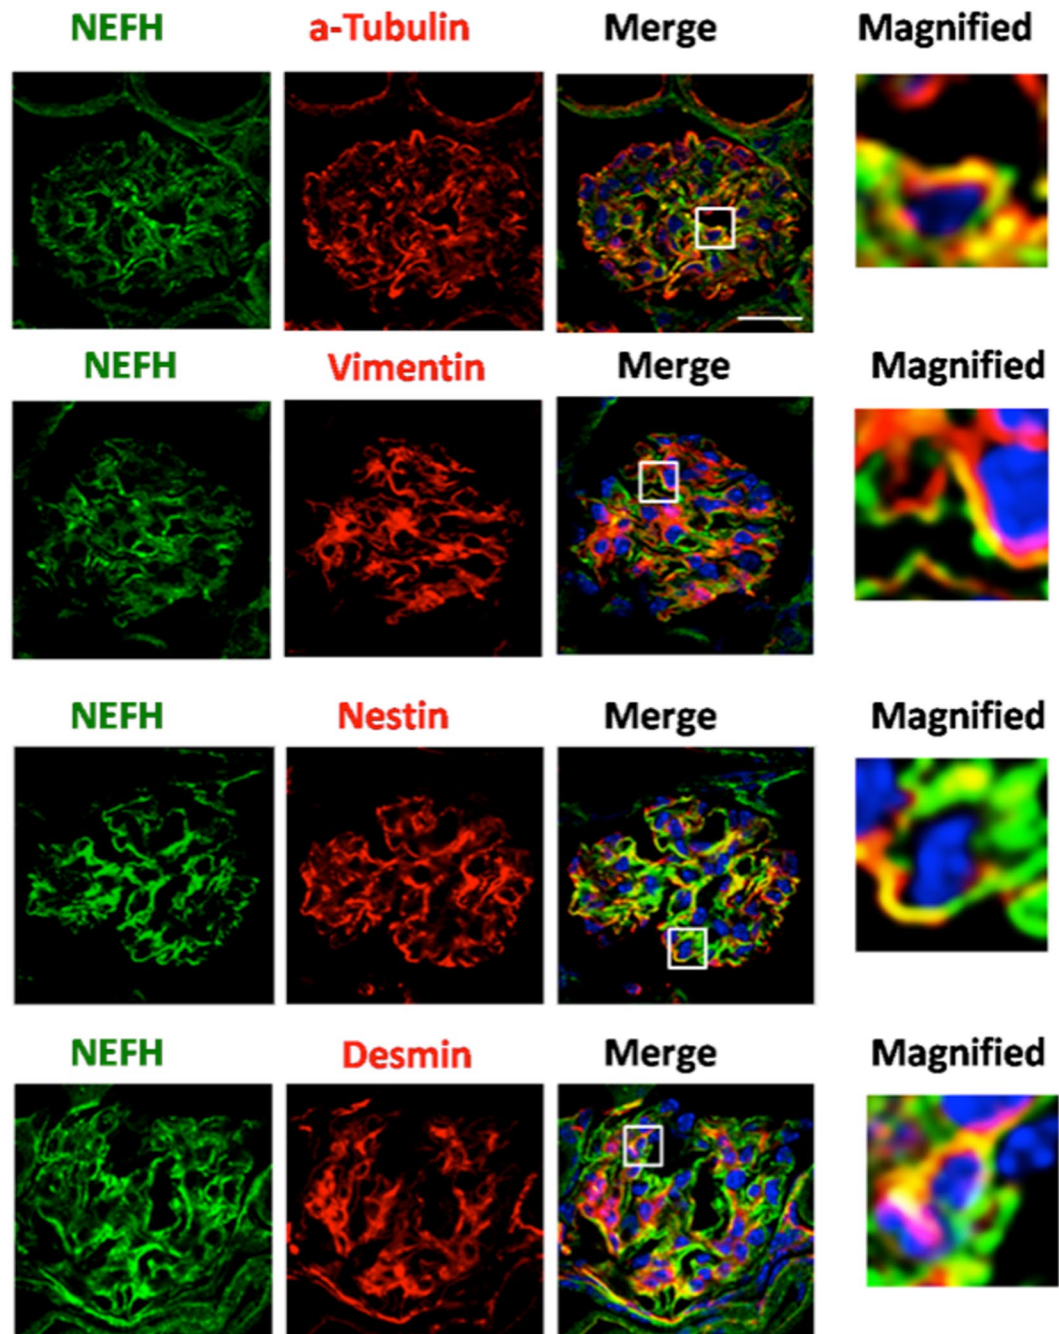 NEFH a-Tubulin Merge Magnified
NEFH Vimentin Merge Magnified
NEFH Nestin Merge Magnified
NEFH Desmin Merge Magnified